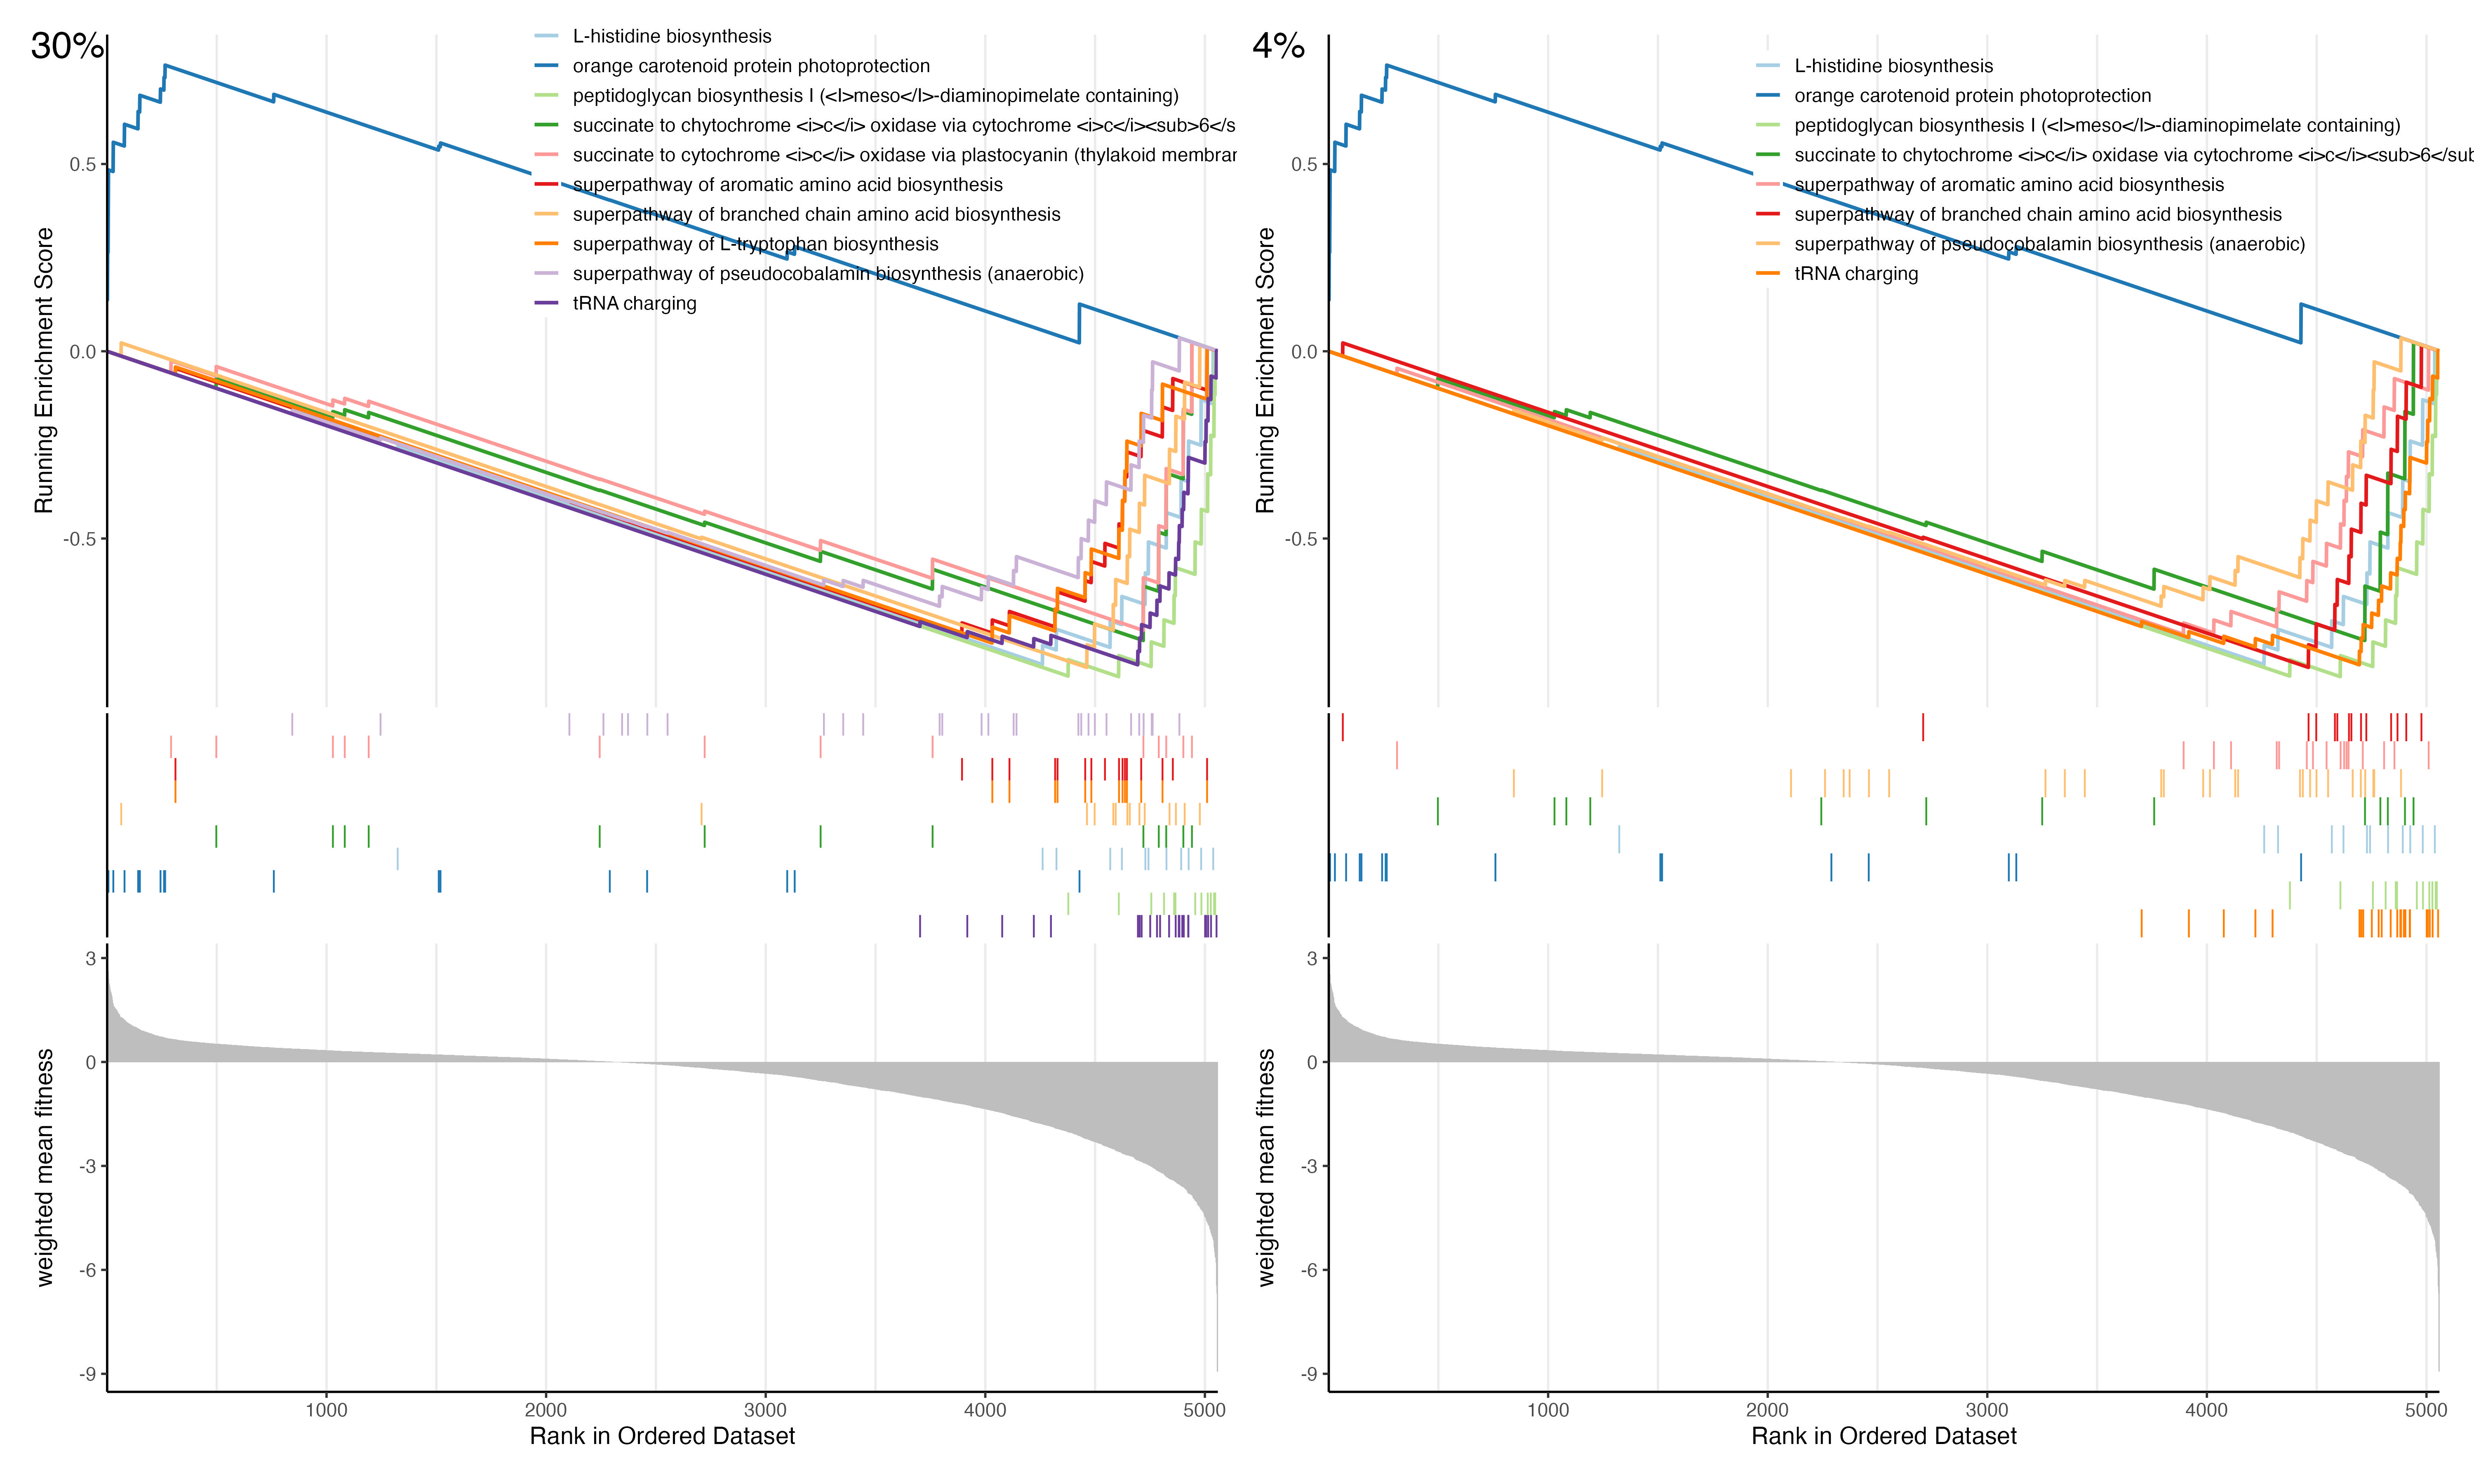 30%
L-histidine biosynthesis
orange carotenoid protein photoprotection
peptidoglycan biosynthesis I (<I>meso</I>-diaminopimelate containing)
succinate to chytochrome <i>c</i> oxidase via cytochrome <i>c</i><sub>6</s
succinate to cytochrome <i>c</i> oxidase via plastocyanin (thylakoid membrar
superpathway of aromatic amino acid biosynthesis
superpathway of branched chain amino acid biosynthesis
superpathway of L-tryptophan biosynthesis
superpathway of pseudocobalamin biosynthesis (anaerobic)
tRNA charging
Running Enrichment Score
0.5
0.0
-0.5
weighted mean fitness
3
0
-3
-6
-9
1000 2000 3000 4000 5000
Rank in Ordered Dataset
4%
L-histidine biosynthesis
orange carotenoid protein photoprotection
peptidoglycan biosynthesis I (<I>meso</I>-diaminopimelate containing)
succinate to chytochrome <i>c</i> oxidase via cytochrome <i>c</i><sub>6</sub
superpathway of aromatic amino acid biosynthesis
superpathway of branched chain amino acid biosynthesis
superpathway of pseudocobalamin biosynthesis (anaerobic)
tRNA charging
Running Enrichment Score
0.5
0.0
-0.5
weighted mean fitness
3
0
-3
-6
-9
1000 2000 3000 4000 5000
Rank in Ordered Dataset